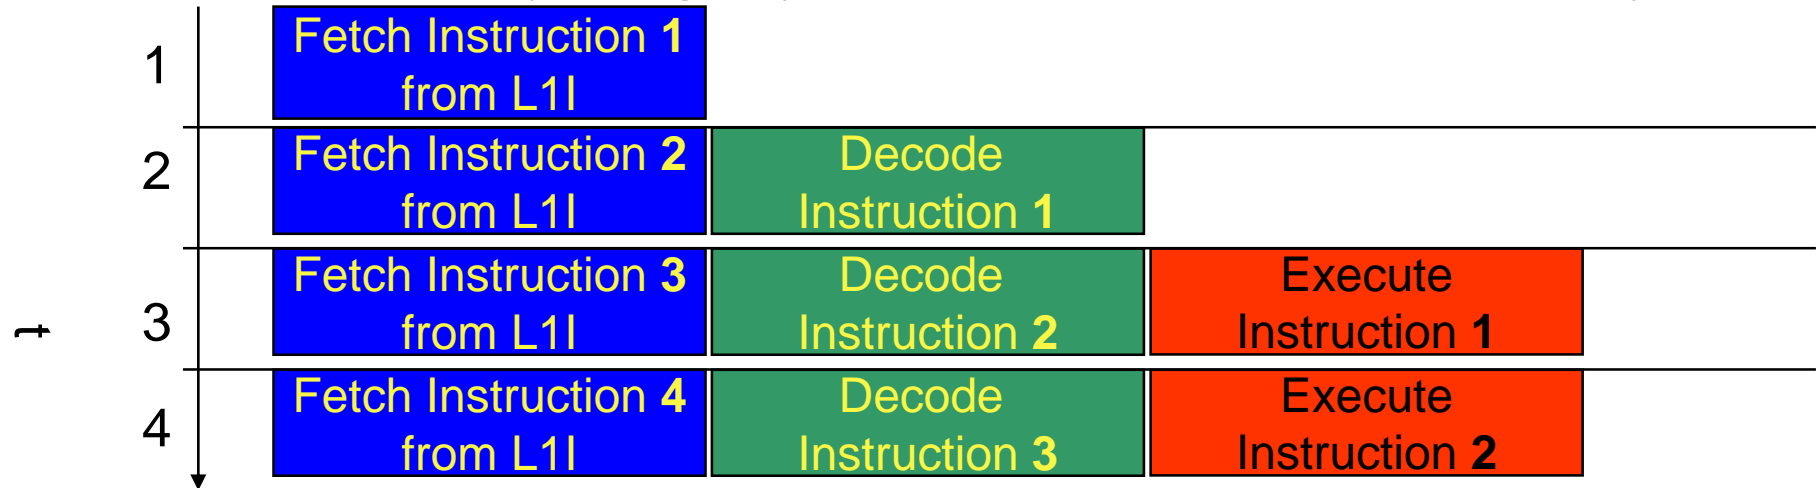 1
Fetch Instruction 1
from L1I
2
Fetch Instruction 2
from L1I
Decode
Instruction 1
t
3
Fetch Instruction 3
from L1I
Decode
Instruction 2
Execute
Instruction 1
4
Fetch Instruction 4
from L1I
Decode
Instruction 3
Execute
Instruction 2